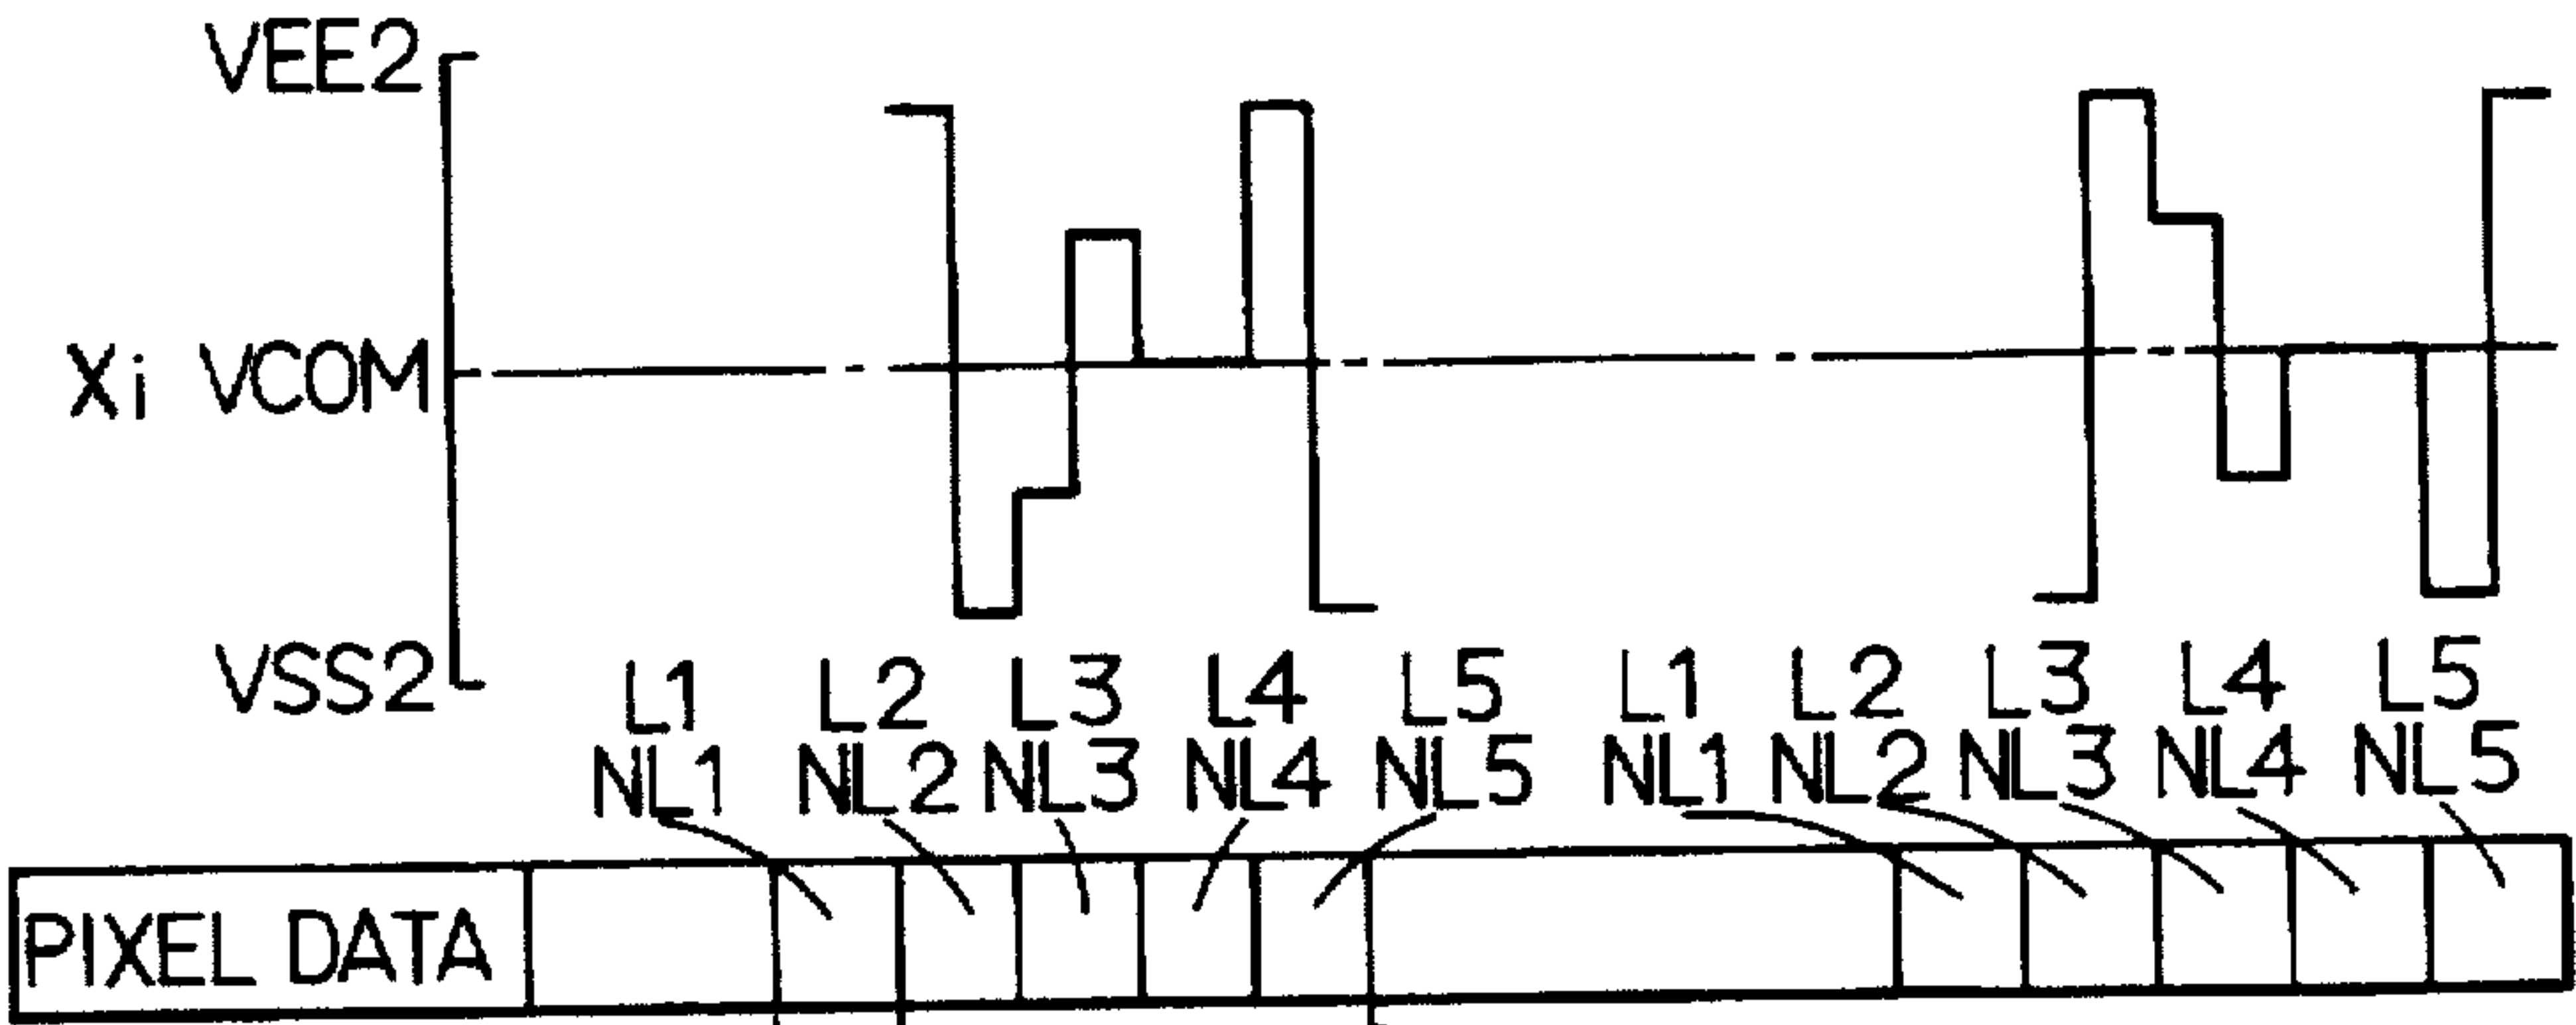 VEE2
Xi VCOM
VSS2
L1 L2 L3 L4 L5 L1 L2 L3 L4 L5
NL1 NL2 NL3 NL4 NL5 NL1 NL2 NL3 NL4 NL5
PIXEL DATA